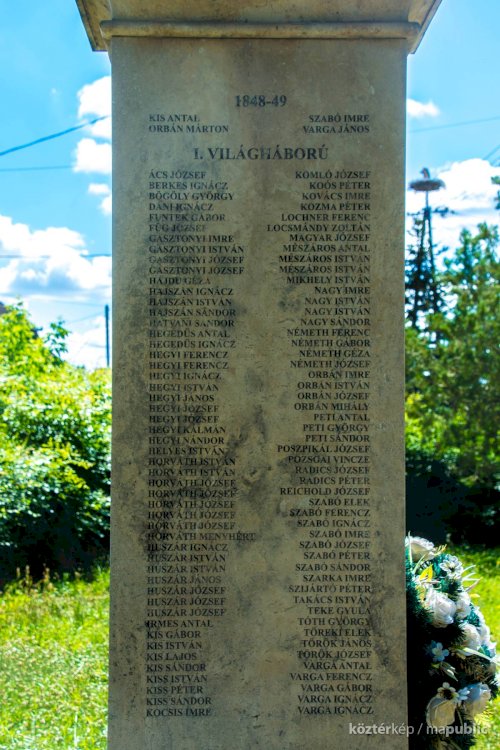 1848-49
KIS ANTAL
ORBÁN MÁRTON
SZABÓ IMRE
VARGA JÁNOS
I. VILÁGHÁBORÚ
ÁCS JÓZSEF
BERKES IGNÁCZ
BÖGÖLY GYÖRGY
DANI IGNÁCZ
FUNTEK GÁBOR
FÜG JÓZSEF
GASZTONYI IMRE
GASZTONYI ISTVÁN
GASZTONYI JÓZSEF
GASZTONYI JÓZSEF
HAJDU GÉZA
HAJSZÁN IGNÁCZ
HAJSZÁN ISTVÁN
HAJSZÁN SÁNDOR
HATVANI SÁNDOR
HEGEDŰS ANTAL
HEGEDŰS IGNÁCZ
HEGYI FERENCZ
HEGYI FERENCZ
HEGYI IGNÁCZ
HEGYI ISTVÁN
HEGYI JÁNOS
HEGYI JÓZSEF
HEGYI JÓZSEF
HEGYI KÁLMÁN
HEGYI NÁNDOR
HELYES ISTVÁN
HORVÁTH ISTVÁN
HORVÁTH ISTVÁN
HORVÁTH JÓZSEF
HORVÁTH JÓZSEF
HORVÁTH JÓZSEF
HORVÁTH JÓZSEF
HORVÁTH JÓZSEF
HORVÁTH MENYHÉRT
HUSZÁR IGNÁCZ
HUSZÁR ISTVÁN
HUSZÁR ISTVÁN
HUSZÁR JÁNOS
HUSZÁR JÓZSEF
HUSZÁR JÓZSEF
HUSZÁR JÓZSEF
IRMES ANTAL
KIS GÁBOR
KIS ISTVÁN
KIS LAJOS
KIS SÁNDOR
KISS ISTVÁN
KISS PÉTER
KISS SÁNDOR
KOCSIS IMRE
KOMLÓ JÓZSEF
KOÓS PÉTER
KOVÁCS IMRE
KOZMA PÉTER
LOCHNER FERENC
LOCSMÁNDY ZOLTÁN
MAGYAR JÓZSEF
MÉSZÁROS ANTAL
MÉSZÁROS ISTVÁN
MÉSZÁROS ISTVÁN
MIKHELY ISTVÁN
NAGY IMRE
NAGY ISTVÁN
NAGY ISTVÁN
NAGY SÁNDOR
NÉMETH FERENC
NÉMETH GÁBOR
NÉMETH GÉZA
NÉMETH JÓZSEF
ORBÁN IMRE
ORBÁN ISTVÁN
ORBÁN JÓZSEF
ORBÁN MIHÁLY
PETI ANTAL
PETI GYÖRGY
PETI SÁNDOR
POSZPIKÁL JÓZSEF
POZSGAI VINCZE
RADICS JÓZSEF
RADICS PÉTER
REICHOLD JÓZSEF
SZABÓ ELEK
SZABÓ FERENCZ
SZABÓ IGNÁCZ
SZABÓ IMRE
SZABÓ JÓZSEF
SZABÓ PÉTER
SZABÓ SÁNDOR
SZARKA IMRE
SZIJÁRTÓ PÉTER
TAKÁCS ISTVÁN
TEKE GYULA
TÓTH GYÖRGY
TÖREKI ELEK
TÖRÖK JÁNOS
TÖRÖK JÓZSEF
VARGA ANTAL
VARGA FERENCZ
VARGA GÁBOR
VARGA IGNÁCZ
VARGA IGNÁCZ
köztérkép / mapublic